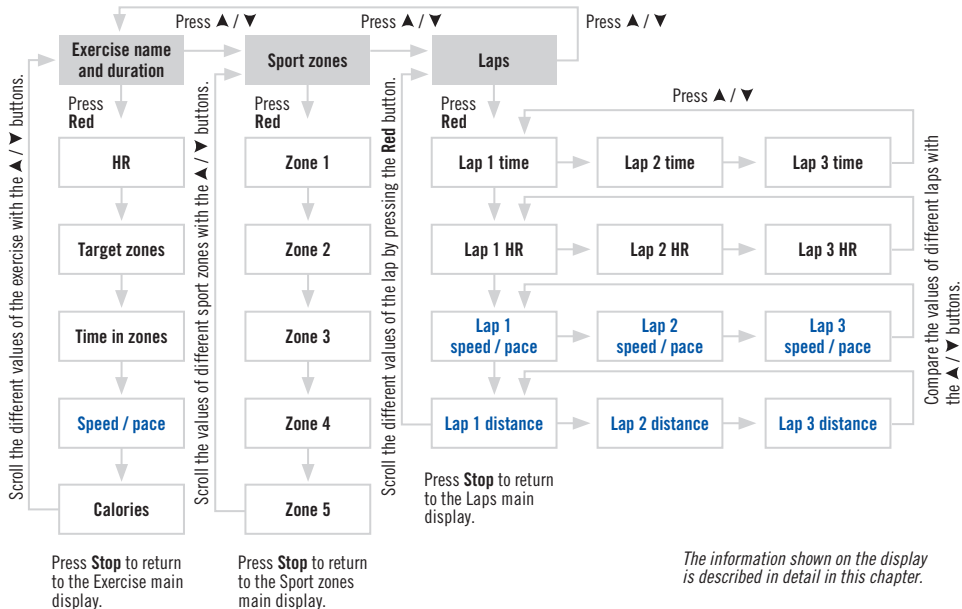 Press ▲ / ▼
Press ▲ / ▼
Press ▲ / ▼
Exercise name
and duration
Sport zones
Laps
Press
Red
Press
Red
Press
Red
Press ▲ / ▼
Scroll the different values of the exercise with the ▲ / ▼ buttons.
HR
Target zones
Time in zones
Speed / pace
Calories
Press Stop to return
to the Exercise main
display.
Scroll the values of different sport zones with the ▲ / ▼ buttons.
Zone 1
Zone 2
Zone 3
Zone 4
Zone 5
Press Stop to return
to the Sport zones
main display.
Scroll the different values of the lap by pressing the Red button.
Lap 1 time
Lap 2 time
Lap 3 time
Lap 1 HR
Lap 2 HR
Lap 3 HR
Lap 1
speed / pace
Lap 2
speed / pace
Lap 3
speed / pace
Lap 1 distance
Lap 2 distance
Lap 3 distance
Press Stop to return
to the Laps main
display.
Compare the values of different laps with
the ▲ / ▼ buttons.
The information shown on the display
is described in detail in this chapter.